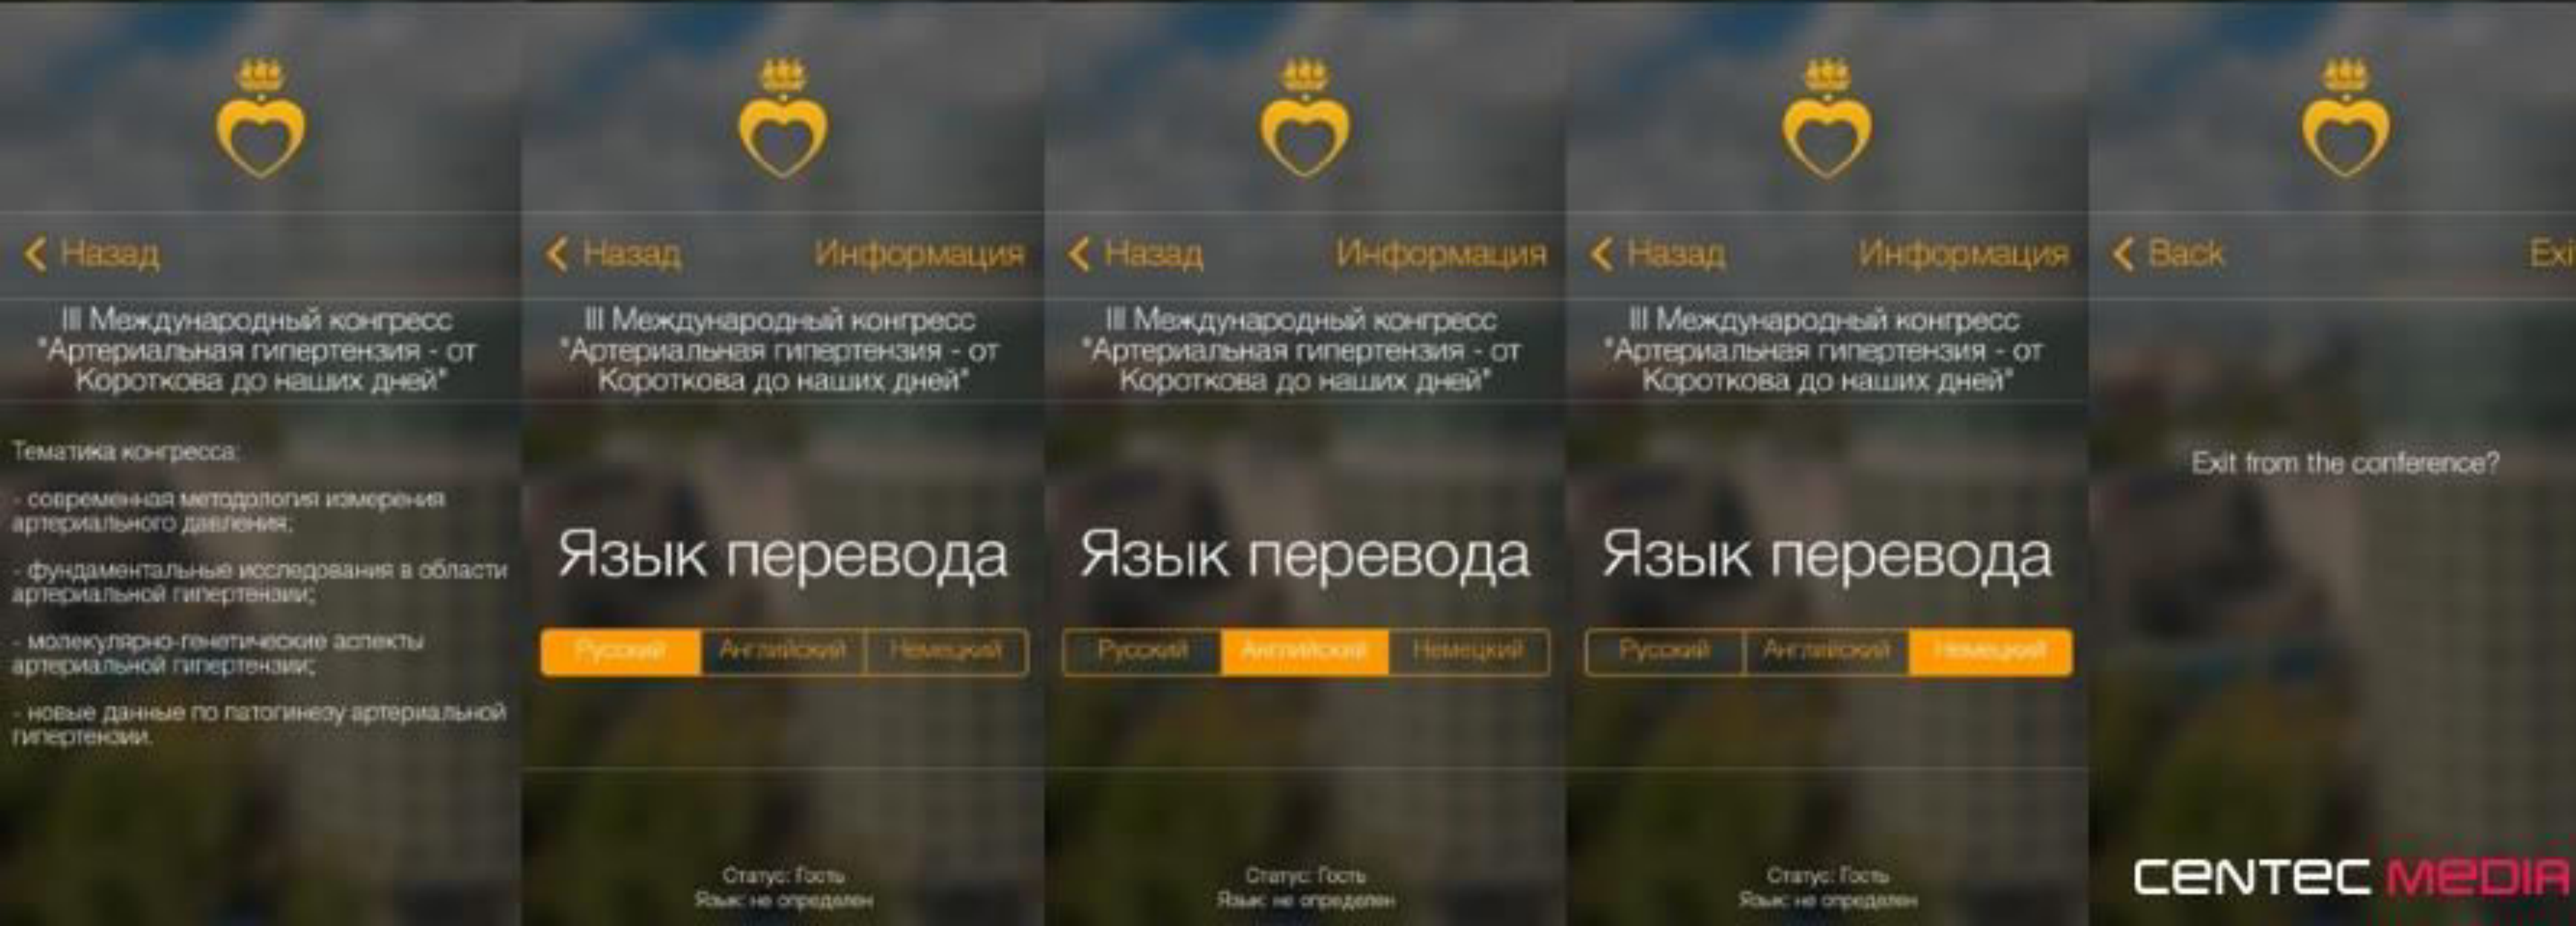 Назад
III Международный конгресс
"Артериальная гипертензия - от
Короткова до наших дней"
Тематика конгресса:
- современная методология измерения
артериального давления;
- фундаментальные исследования в области
артериальной гипертензии;
- молекулярно-генетические аспекты
артериальной гипертензии;
- новые данные по патогинезу артериальной
гипертензии.
Назад Информация
III Международный конгресс
"Артериальная гипертензия - от
Короткова до наших дней"
Язык перевода
Русский Английский Немецкий
Статус: Гость
Язык: не определен
Назад Информация
III Международный конгресс
"Артериальная гипертензия - от
Короткова до наших дней"
Язык перевода
Русский Английский Немецкий
Статус: Гость
Язык: не определен
Назад Информация
III Международный конгресс
"Артериальная гипертензия - от
Короткова до наших дней"
Язык перевода
Русский Английский Немецкий
Статус: Гость
Язык: не определен
Back Exi
Exit from the conference?
CENTEC MEDIA